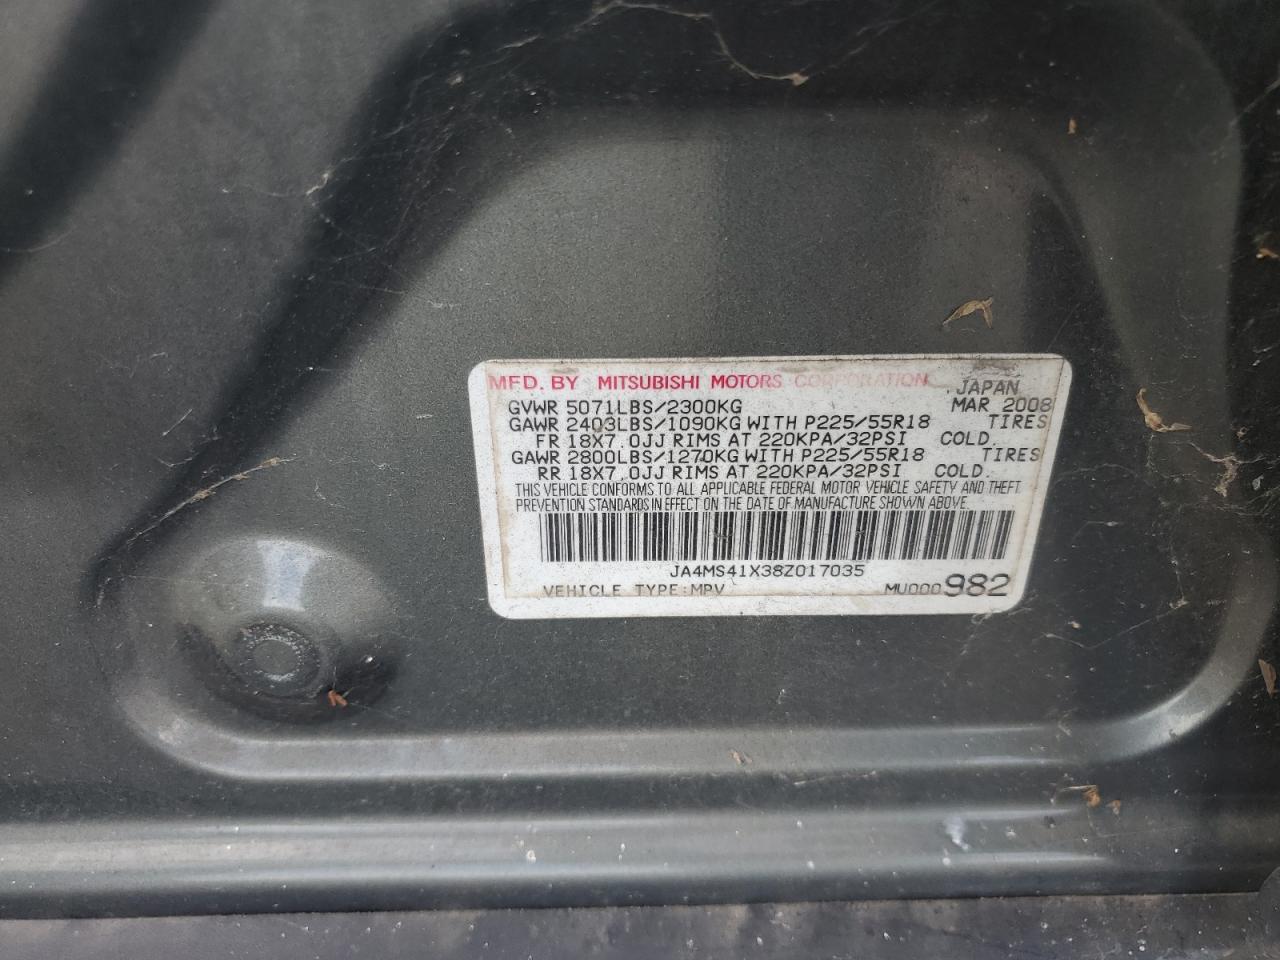 MFD. BY MITSUBISHI MOTORS CORPORATION JAPAN
GVWR 5071LBS/2300KG MAR 2008
GAWR 2403LBS/1090KG WITH P225/55R18 TIRES
FR 18X7.0JJ RIMS AT 220KPA/32PSI COLD.
GAWR 2800LBS/1270KG WITH P225/55R18 TIRES
RR 18X7.0JJ RIMS AT 220KPA/32PSI COLD.
THIS VEHICLE CONFORMS TO ALL APPLICABLE FEDERAL MOTOR VEHICLE SAFETY AND THEFT
PREVENTION STANDARDS IN EFFECT ON THE DATE OF MANUFACTURE SHOWN ABOVE.
JA4MS41X38Z017035
VEHICLE TYPE:MPV MU000982